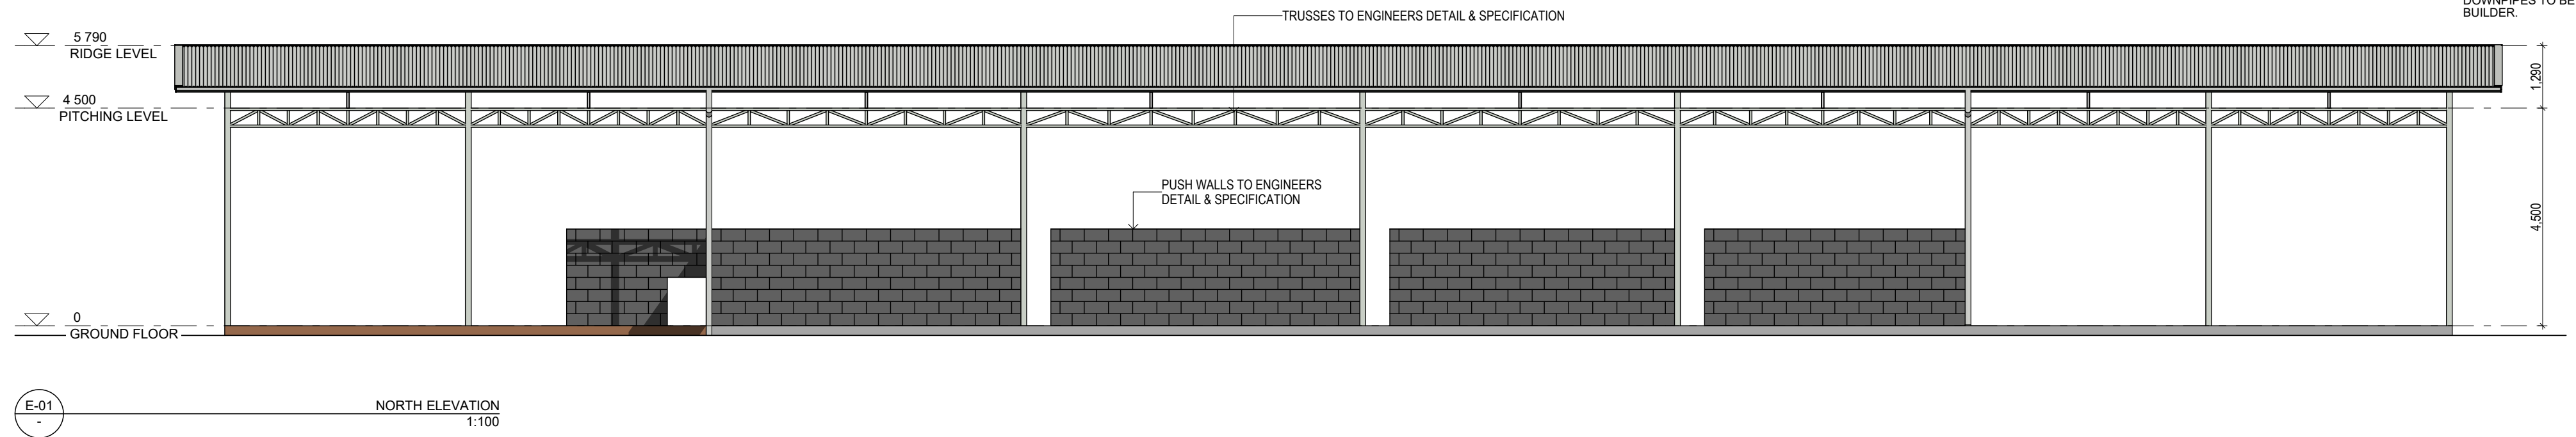 DOWNPIPES TO BE
BUILDER.
TRUSSES TO ENGINEERS DETAIL & SPECIFICATION
5 790
RIDGE LEVEL
1,290
4 500
PITCHING LEVEL
PUSH WALLS TO ENGINEERS
DETAIL & SPECIFICATION
4,500
0
GROUND FLOOR
E-01
-
NORTH ELEVATION
1:100